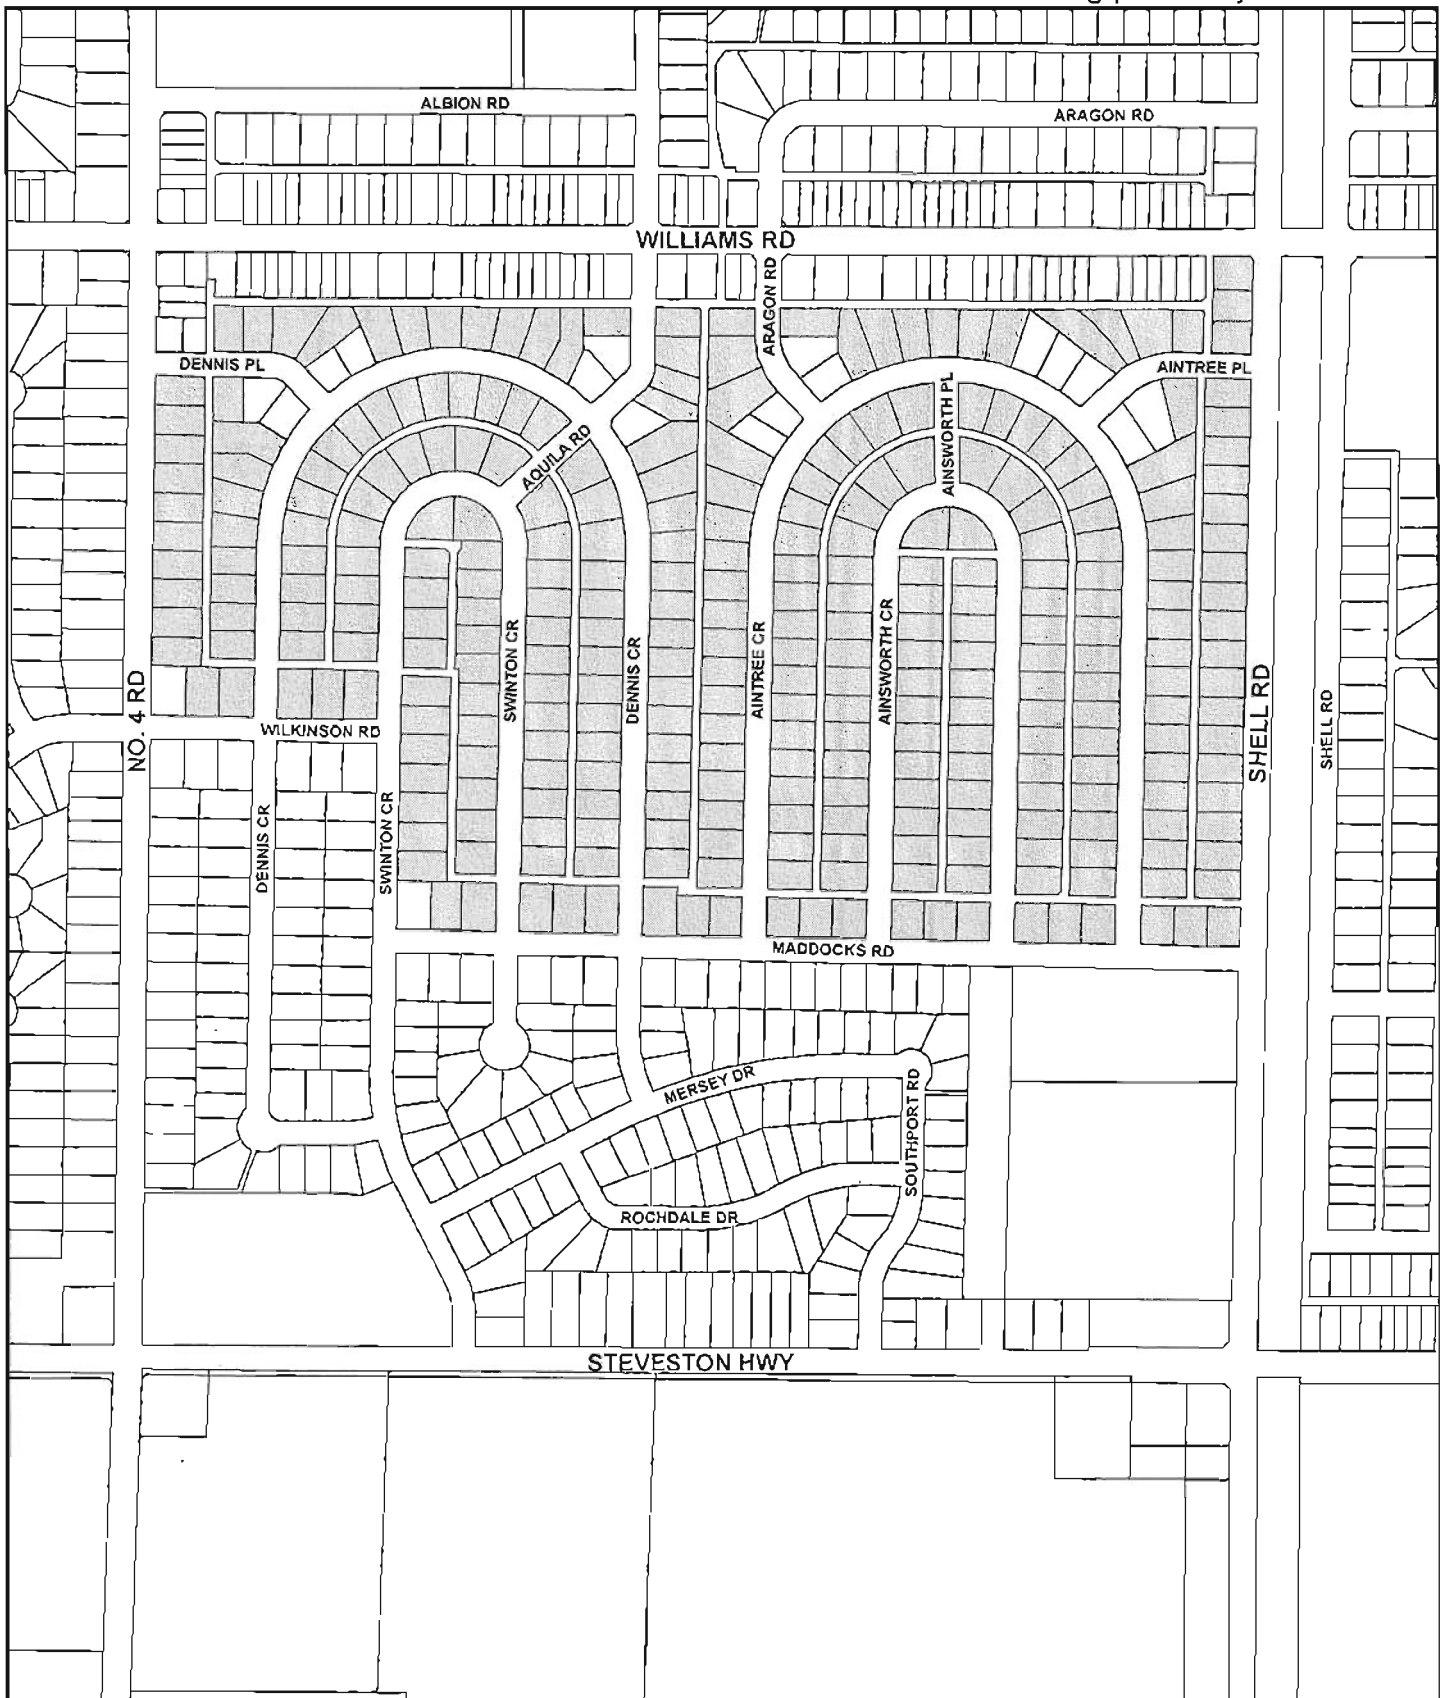 ALBION RD
ARAGON RD
WILLIAMS RD
ARAGON RD
DENNIS PL
AINTREE PL
AINSWORTH PL
AQUILA RD
SWINTON CR
DENNIS CR
AINTREE CR
AINSWORTH CR
NO. 4 RD
SHELL RD
SHELL RD
WILKINSON RD
DENNIS CR
SWINTON CR
MADDOCKS RD
MERSEY DR
SOUTHPORT RD
ROCHDALE DR
STEVESTON HWY